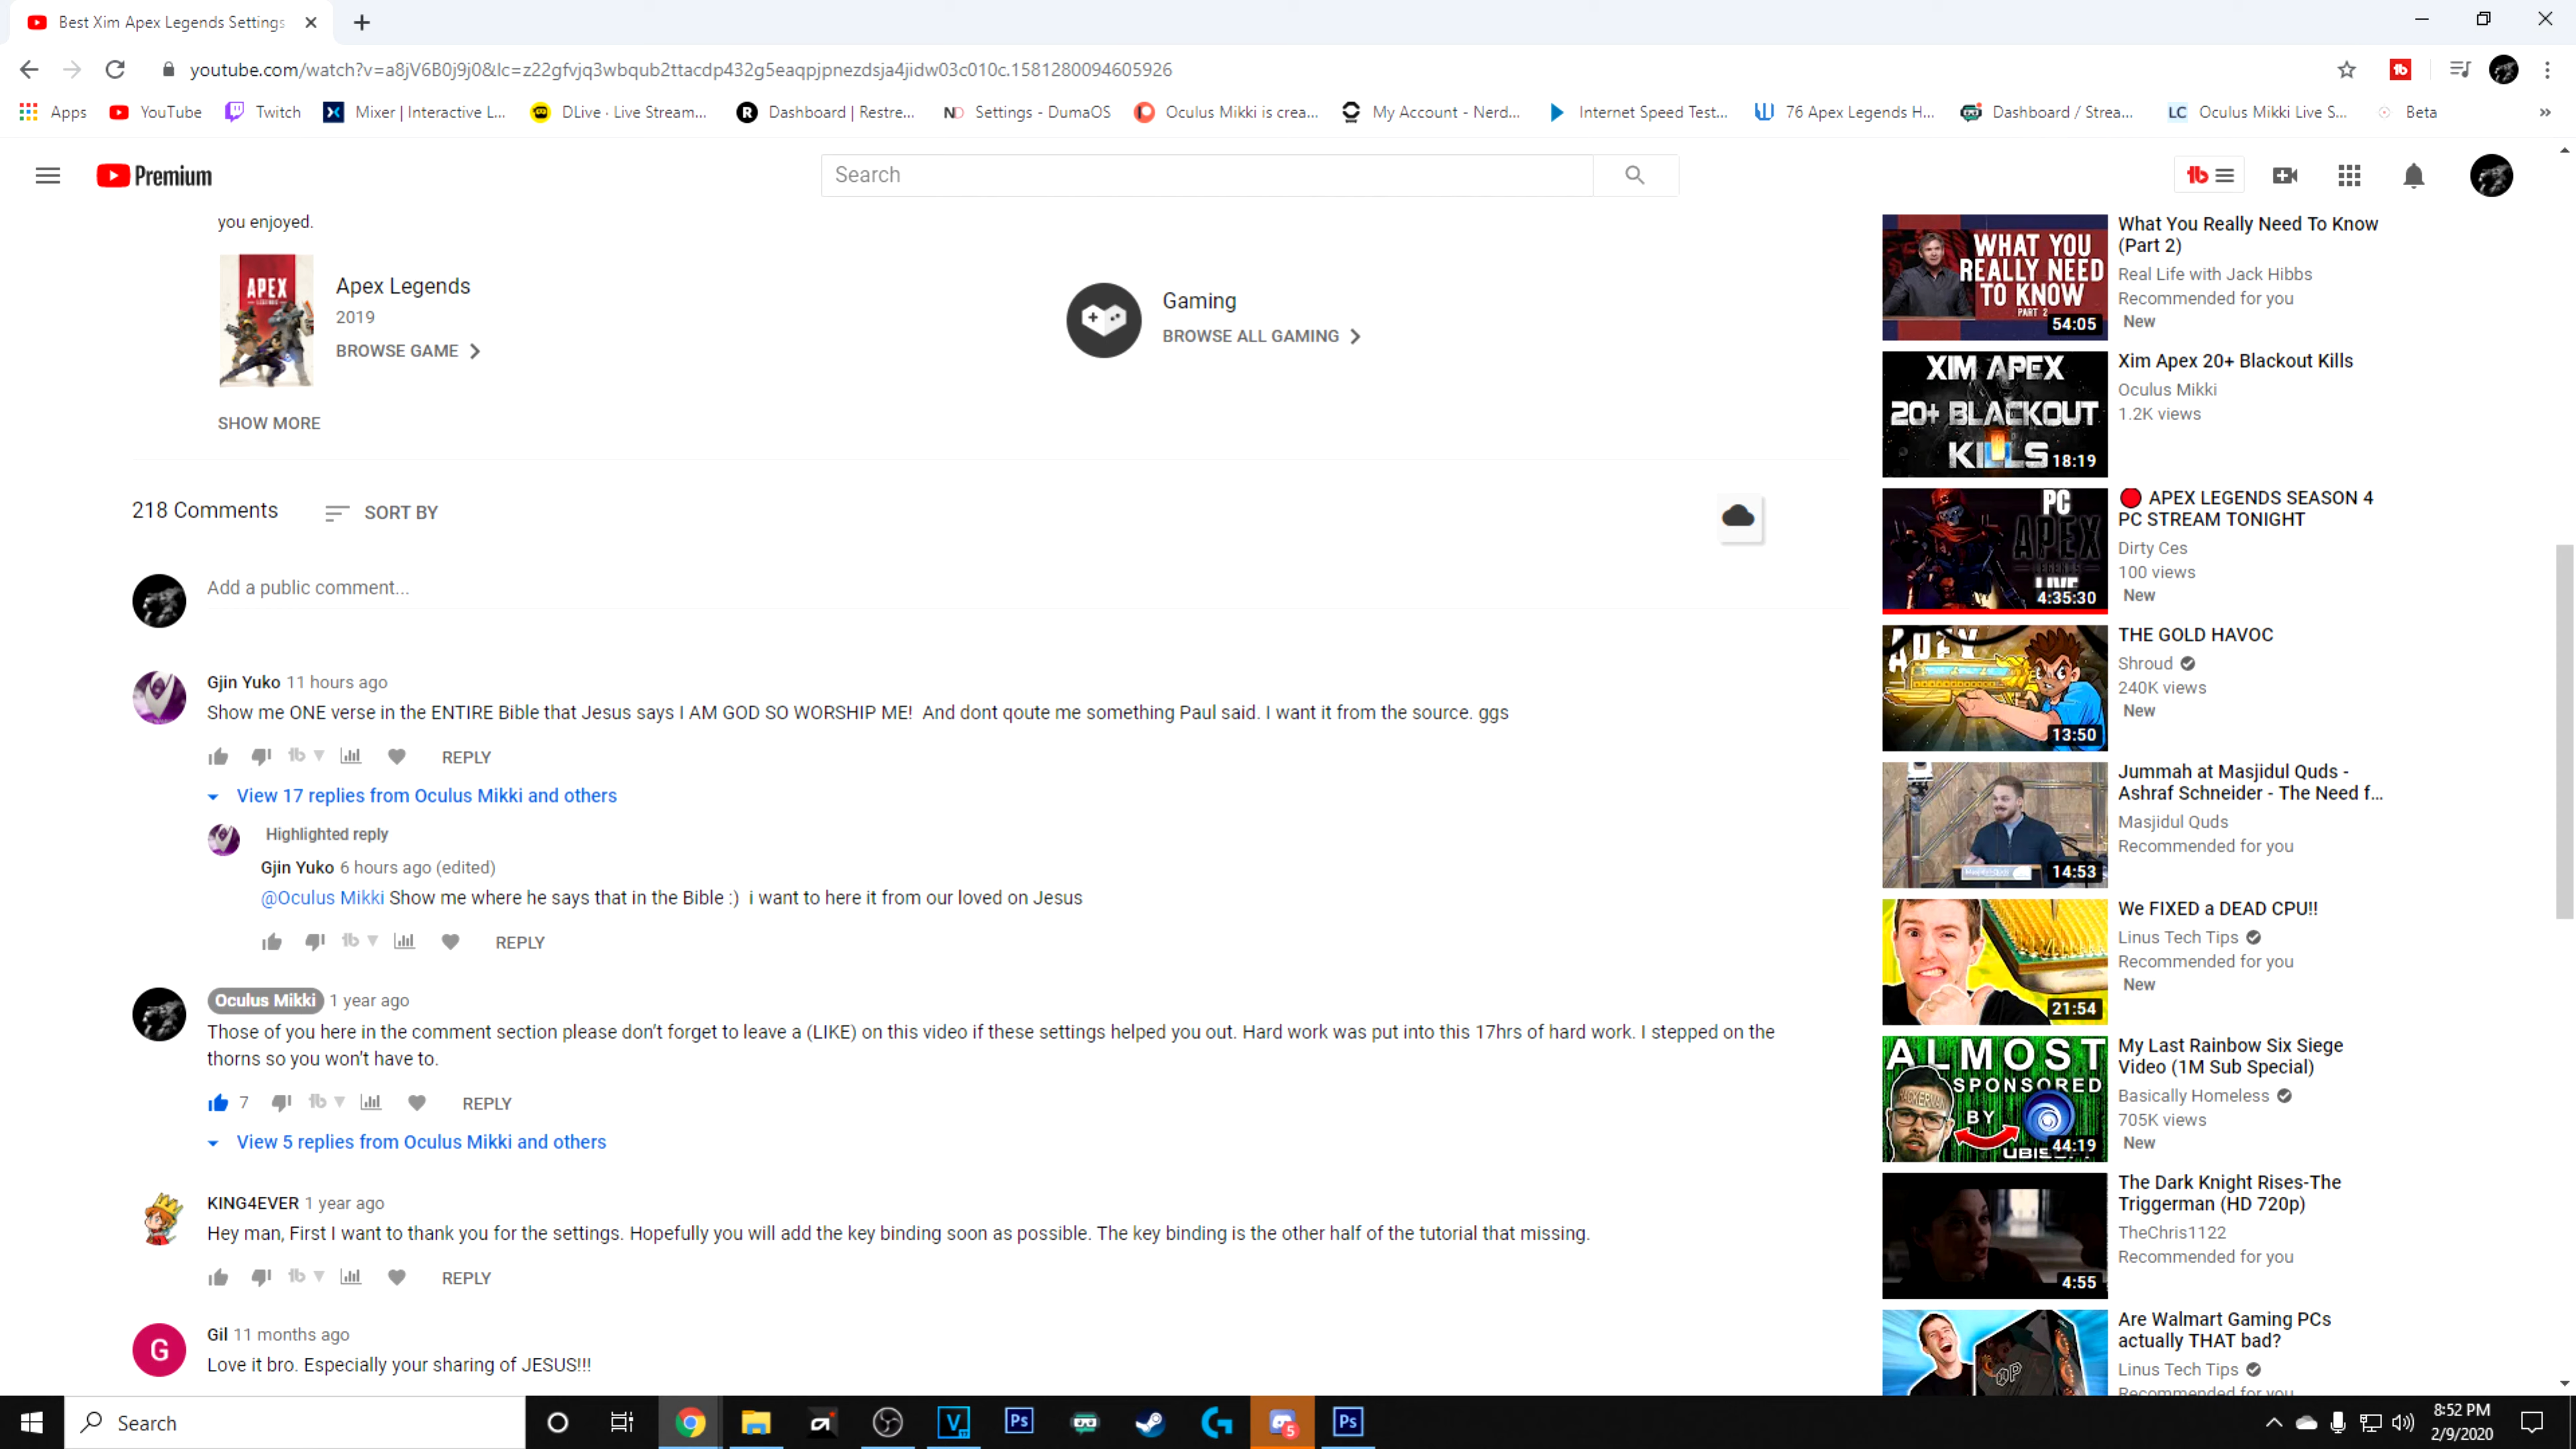 Best Xim Apex Legends Settings
youtube.com/watch?v=a8jV6B0j9j0&lc=z22gfvjq3wbqub2ttacdp432g5eaqpjpnezdsja4jidw03c010c.1581280094605926
Apps YouTube Twitch Mixer | Interactive L... DLive · Live Stream... Dashboard | Restre... ND Settings - DumaOS Oculus Mikki is crea... My Account - Nerd... Internet Speed Test... 76 Apex Legends H... Dashboard / Strea... LC Oculus Mikki Live S... Beta »
Premium
Search
you enjoyed.
APEX
Apex Legends
2019
BROWSE GAME
Gaming
BROWSE ALL GAMING
SHOW MORE
218 Comments SORT BY
Add a public comment...
Gjin Yuko 11 hours ago
Show me ONE verse in the ENTIRE Bible that Jesus says I AM GOD SO WORSHIP ME! And dont qoute me something Paul said. I want it from the source. ggs
REPLY
View 17 replies from Oculus Mikki and others
Highlighted reply
Gjin Yuko 6 hours ago (edited)
@Oculus Mikki Show me where he says that in the Bible :) i want to here it from our loved on Jesus
REPLY
Oculus Mikki 1 year ago
Those of you here in the comment section please don't forget to leave a (LIKE) on this video if these settings helped you out. Hard work was put into this 17hrs of hard work. I stepped on the
thorns so you won't have to.
7 REPLY
View 5 replies from Oculus Mikki and others
KING4EVER 1 year ago
Hey man, First I want to thank you for the settings. Hopefully you will add the key binding soon as possible. The key binding is the other half of the tutorial that missing.
REPLY
G
Gil 11 months ago
Love it bro. Especially your sharing of JESUS!!!
WHAT YOU
REALLY NEED
TO KNOW
PART 2
54:05
What You Really Need To Know
(Part 2)
Real Life with Jack Hibbs
Recommended for you
New
XIM APEX
20+ BLACKOUT
KILLS
18:19
Xim Apex 20+ Blackout Kills
Oculus Mikki
1.2K views
PC
APEX
LEGENDS
LIVE
4:35:30
APEX LEGENDS SEASON 4
PC STREAM TONIGHT
Dirty Ces
100 views
New
APEX
13:50
THE GOLD HAVOC
Shroud
240K views
New
14:53
Jummah at Masjidul Quds -
Ashraf Schneider - The Need f...
Masjidul Quds
Recommended for you
21:54
We FIXED a DEAD CPU!!
Linus Tech Tips
Recommended for you
New
ALMOST
SPONSORED
BY
44:19
My Last Rainbow Six Siege
Video (1M Sub Special)
Basically Homeless
705K views
New
4:55
The Dark Knight Rises-The
Triggerman (HD 720p)
TheChris1122
Recommended for you
Are Walmart Gaming PCs
actually THAT bad?
Linus Tech Tips
Recommended for you
Search
Ps
5
Ps
8:52 PM
2/9/2020